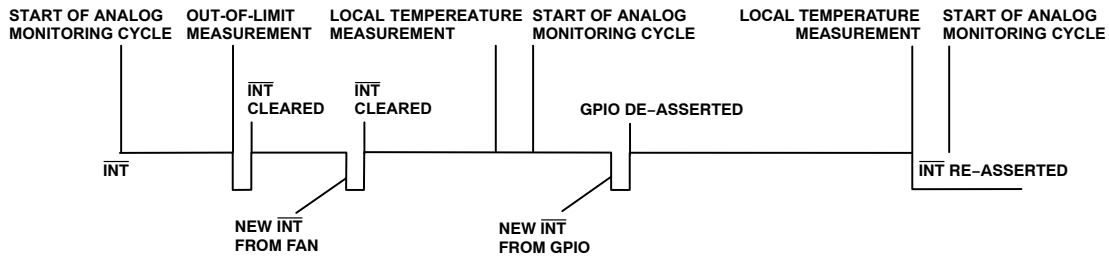 START OF ANALOG
MONITORING CYCLE
OUT-OF-LIMIT
MEASUREMENT
LOCAL TEMPEREATURE
MEASUREMENT
START OF ANALOG
MONITORING CYCLE
LOCAL TEMPERATURE
MEASUREMENT
START OF ANALOG
MONITORING CYCLE
INT
CLEARED
INT
CLEARED
GPIO DE−ASSERTED
INT
INT RE−ASSERTED
NEW INT
FROM FAN
NEW INT
FROM GPIO